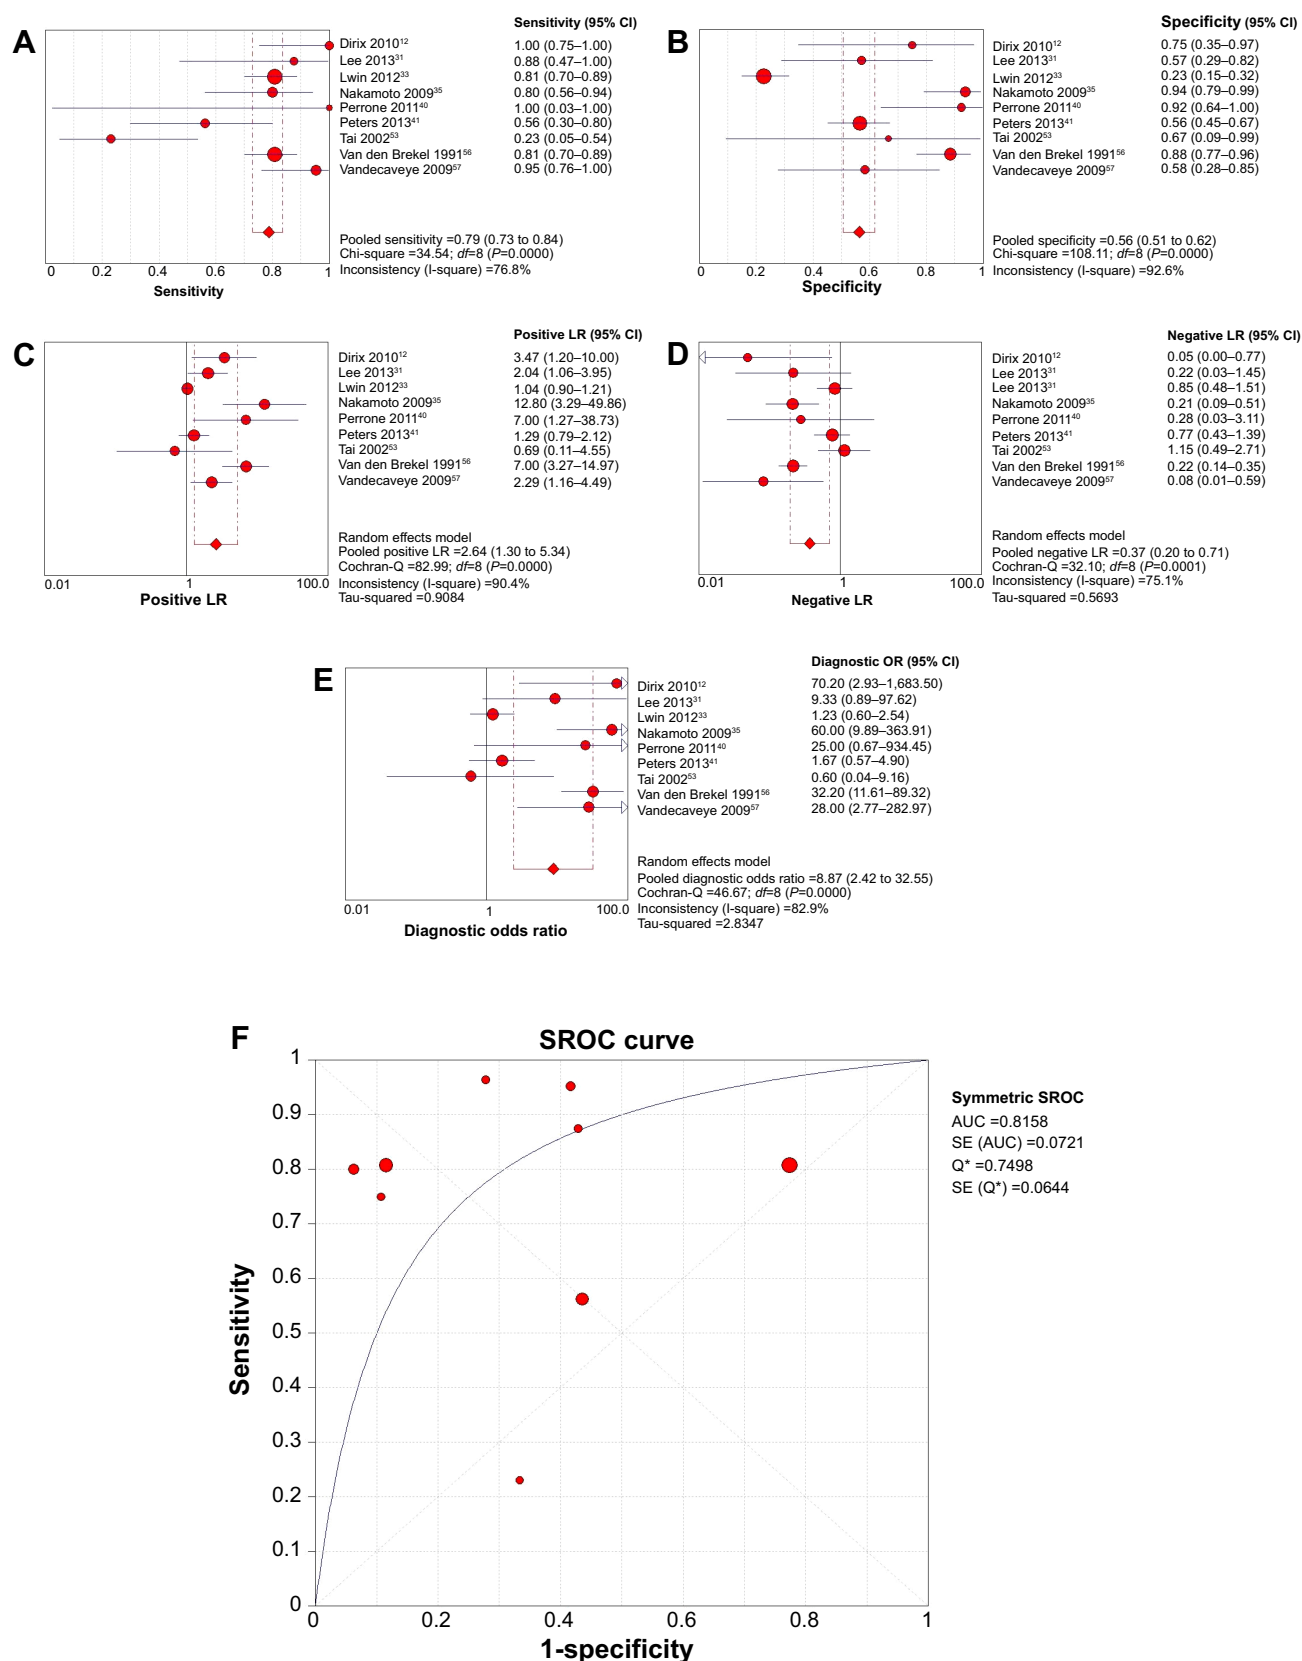 A
Sensitivity (95% CI)
Dirix 2010¹² 1.00 (0.75–1.00)
Lee 2013³¹ 0.88 (0.47–1.00)
Lwin 2012³³ 0.81 (0.70–0.89)
Nakamoto 2009³⁵ 0.80 (0.56–0.94)
Perrone 2011⁴⁰ 1.00 (0.03–1.00)
Peters 2013⁴¹ 0.56 (0.30–0.80)
Tai 2002⁵³ 0.23 (0.05–0.54)
Van den Brekel 1991⁵⁶ 0.81 (0.70–0.89)
Vandecaveye 2009⁵⁷ 0.95 (0.76–1.00)
Pooled sensitivity =0.79 (0.73 to 0.84)
Chi-square =34.54; df=8 (P=0.0000)
Inconsistency (I-square) =76.8%
0 0.2 0.4 0.6 0.8 1
Sensitivity
B
Specificity (95% CI)
Dirix 2010¹² 0.75 (0.35–0.97)
Lee 2013³¹ 0.57 (0.29–0.82)
Lwin 2012³³ 0.23 (0.15–0.32)
Nakamoto 2009³⁵ 0.94 (0.79–0.99)
Perrone 2011⁴⁰ 0.92 (0.64–1.00)
Peters 2013⁴¹ 0.56 (0.45–0.67)
Tai 2002⁵³ 0.67 (0.09–0.99)
Van den Brekel 1991⁵⁶ 0.88 (0.77–0.96)
Vandecaveye 2009⁵⁷ 0.58 (0.28–0.85)
Pooled specificity =0.56 (0.51 to 0.62)
Chi-square =108.11; df=8 (P=0.0000)
Inconsistency (I-square) =92.6%
0 0.2 0.4 0.6 0.8 1
Specificity
C
Positive LR (95% CI)
Dirix 2010¹² 3.47 (1.20–10.00)
Lee 2013³¹ 2.04 (1.06–3.95)
Lwin 2012³³ 1.04 (0.90–1.21)
Nakamoto 2009³⁵ 12.80 (3.29–49.86)
Perrone 2011⁴⁰ 7.00 (1.27–38.73)
Peters 2013⁴¹ 1.29 (0.79–2.12)
Tai 2002⁵³ 0.69 (0.11–4.55)
Van den Brekel 1991⁵⁶ 7.00 (3.27–14.97)
Vandecaveye 2009⁵⁷ 2.29 (1.16–4.49)
Random effects model
Pooled positive LR =2.64 (1.30 to 5.34)
Cochran-Q =82.99; df=8 (P=0.0000)
Inconsistency (I-square) =90.4%
Tau-squared =0.9084
0.01 1 100.0
Positive LR
D
Negative LR (95% CI)
Dirix 2010¹² 0.05 (0.00–0.77)
Lee 2013³¹ 0.22 (0.03–1.45)
Lee 2013³¹ 0.85 (0.48–1.51)
Nakamoto 2009³⁵ 0.21 (0.09–0.51)
Perrone 2011⁴⁰ 0.28 (0.03–3.11)
Peters 2013⁴¹ 0.77 (0.43–1.39)
Tai 2002⁵³ 1.15 (0.49–2.71)
Van den Brekel 1991⁵⁶ 0.22 (0.14–0.35)
Vandecaveye 2009⁵⁷ 0.08 (0.01–0.59)
Random effects model
Pooled negative LR =0.37 (0.20 to 0.71)
Cochran-Q =32.10; df=8 (P=0.0001)
Inconsistency (I-square) =75.1%
Tau-squared =0.5693
0.01 1 100.0
Negative LR
E
Diagnostic OR (95% CI)
Dirix 2010¹² 70.20 (2.93–1,683.50)
Lee 2013³¹ 9.33 (0.89–97.62)
Lwin 2012³³ 1.23 (0.60–2.54)
Nakamoto 2009³⁵ 60.00 (9.89–363.91)
Perrone 2011⁴⁰ 25.00 (0.67–934.45)
Peters 2013⁴¹ 1.67 (0.57–4.90)
Tai 2002⁵³ 0.60 (0.04–9.16)
Van den Brekel 1991⁵⁶ 32.20 (11.61–89.32)
Vandecaveye 2009⁵⁷ 28.00 (2.77–282.97)
Random effects model
Pooled diagnostic odds ratio =8.87 (2.42 to 32.55)
Cochran-Q =46.67; df=8 (P=0.0000)
Inconsistency (I-square) =82.9%
Tau-squared =2.8347
0.01 1 100.0
Diagnostic odds ratio
F
SROC curve
1
0.9
0.8
0.7
0.6
0.5
0.4
0.3
0.2
0.1
0
Sensitivity
0 0.2 0.4 0.6 0.8 1
1-specificity
Symmetric SROC
AUC =0.8158
SE (AUC) =0.0721
Q* =0.7498
SE (Q*) =0.0644